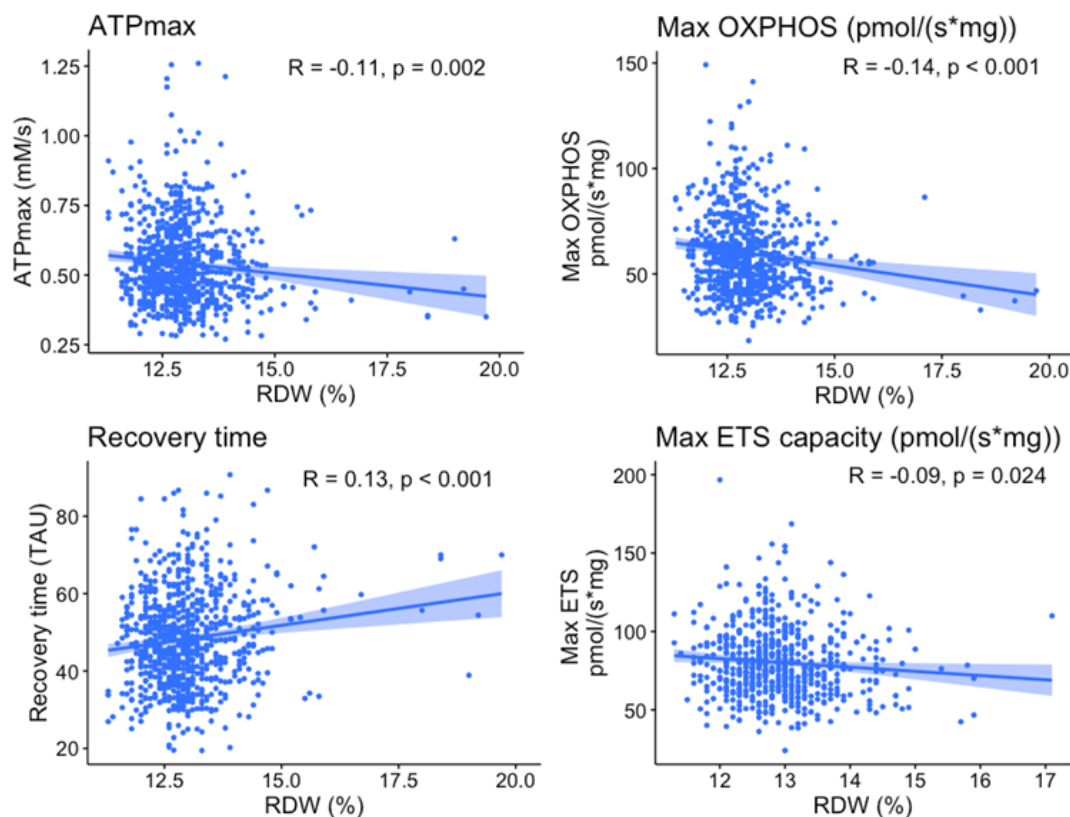 ATPmax
R = -0.11, p = 0.002
ATPmax (mM/s)
1.25
1.00
0.75
0.50
0.25
12.5 15.0 17.5 20.0
RDW (%)
Max OXPHOS (pmol/(s*mg))
R = -0.14, p < 0.001
Max OXPHOS
pmol/(s*mg)
150
100
50
12.5 15.0 17.5 20.0
RDW (%)
Recovery time
R = 0.13, p < 0.001
Recovery time (TAU)
80
60
40
20
12.5 15.0 17.5 20.0
RDW (%)
Max ETS capacity (pmol/(s*mg))
R = -0.09, p = 0.024
Max ETS
pmol/(s*mg)
200
150
100
50
12 13 14 15 16 17
RDW (%)